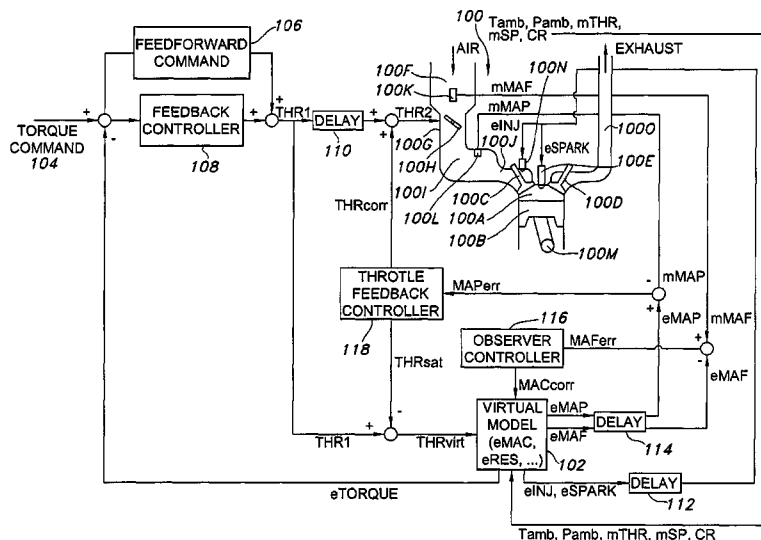 106
100
Tamb, Pamb, mTHR,
mSP, CR
FEEDFORWARD
COMMAND
AIR
EXHAUST
100F
100K
100N
mMAF
mMAP
THR1
THR2
FEEDBACK
CONTROLLER
DELAY
TORQUE
COMMAND
104
108
110
100G
100H
100I
100J
eINJ
eSPARK
100E
100O
100C
100D
100L
100A
100B
100M
THRcorr
THROTLE
FEEDBACK
CONTROLLER
118
MAPerr
mMAP
eMAP
mMAF
116
OBSERVER
CONTROLLER
MAFerr
eMAF
THRsat
MACcorr
THR1
THRvirt
VIRTUAL
MODEL
(eMAC,
eRES, ...)
eMAP
eMAF
DELAY
114
102
eTORQUE
eINJ, eSPARK
DELAY
112
Tamb, Pamb, mTHR, mSP, CR